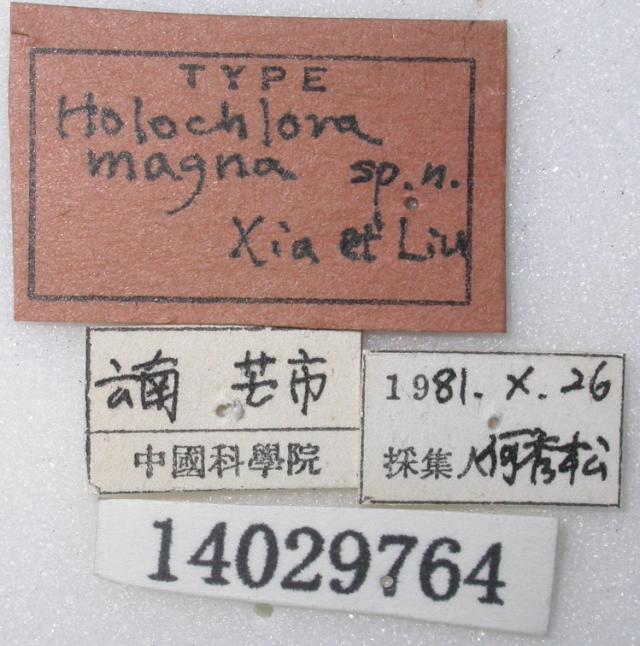 TYPE
Holochlora
magna sp.n.
Xia et Liu
云南 芒市
中國科學院
1981. X. 26
採集人何秀松
14029764